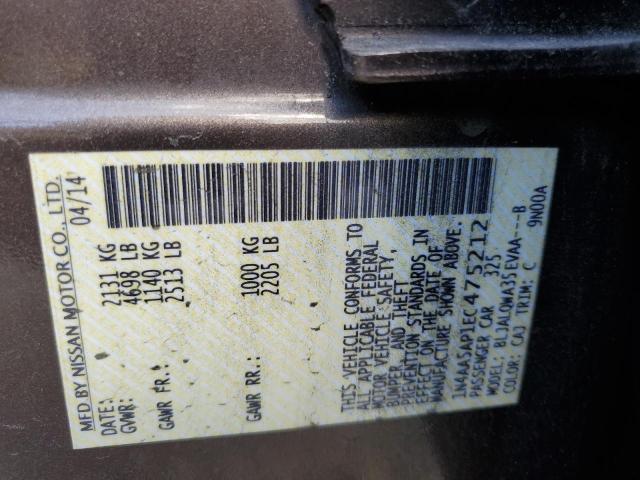 MFD BY NISSAN MOTOR CO., LTD.
DATE: 04/14
GVWR: 2131 KG
4698 LB
GAWR FR.: 1140 KG
2513 LB
GAWR RR.: 1000 KG
2205 LB
THIS VEHICLE CONFORMS TO
ALL APPLICABLE FEDERAL
MOTOR VEHICLE SAFETY,
BUMPER, AND THEFT
PREVENTION STANDARDS IN
EFFECT ON THE DATE OF
MANUFACTURE SHOWN ABOVE.
1N4AA5AP1EC475212
PASSENGER CAR 325
MODEL: BLJALQWA35EVAA---B
COLOR: CAJ TRIM: C 9N00A